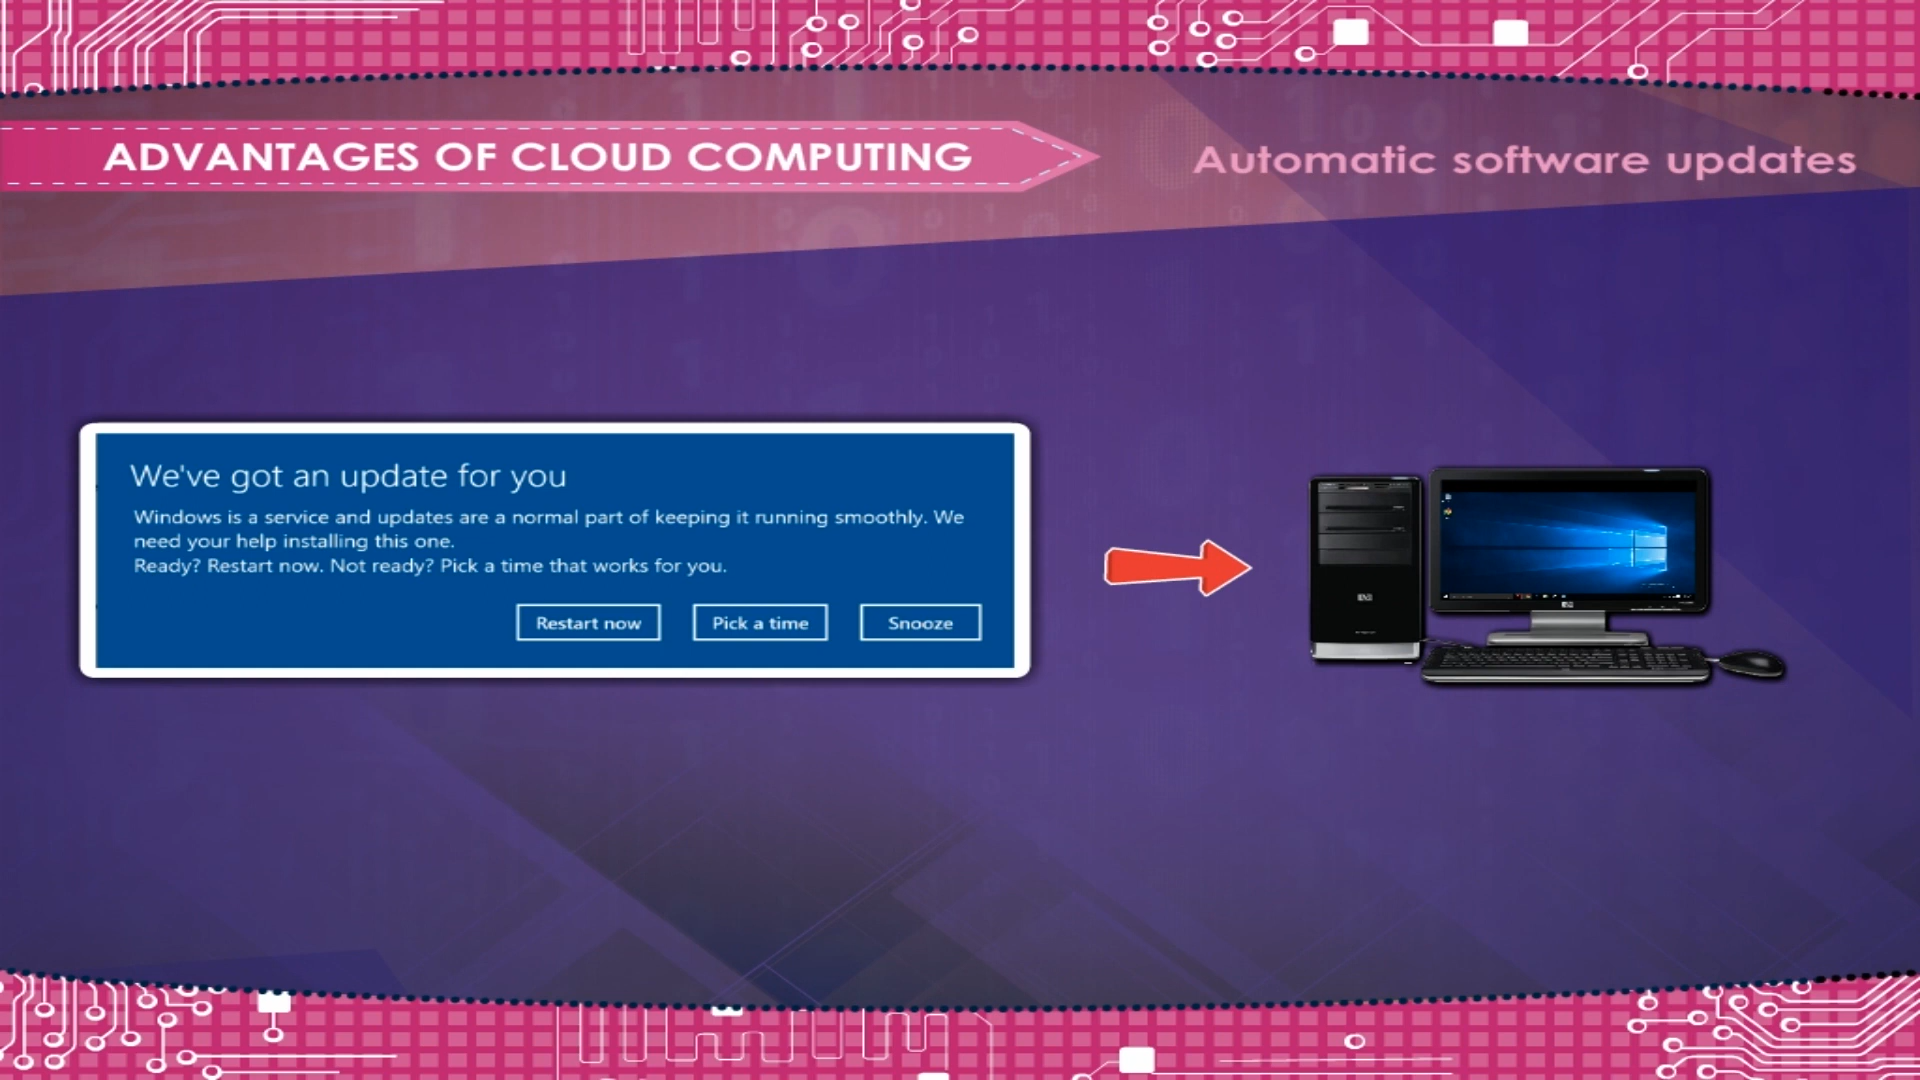 ADVANTAGES OF CLOUD COMPUTING
Automatic software updates
We've got an update for you
Windows is a service and updates are a normal part of keeping it running smoothly. We
need your help installing this one.
Ready? Restart now. Not ready? Pick a time that works for you.
Restart now
Pick a time
Snooze